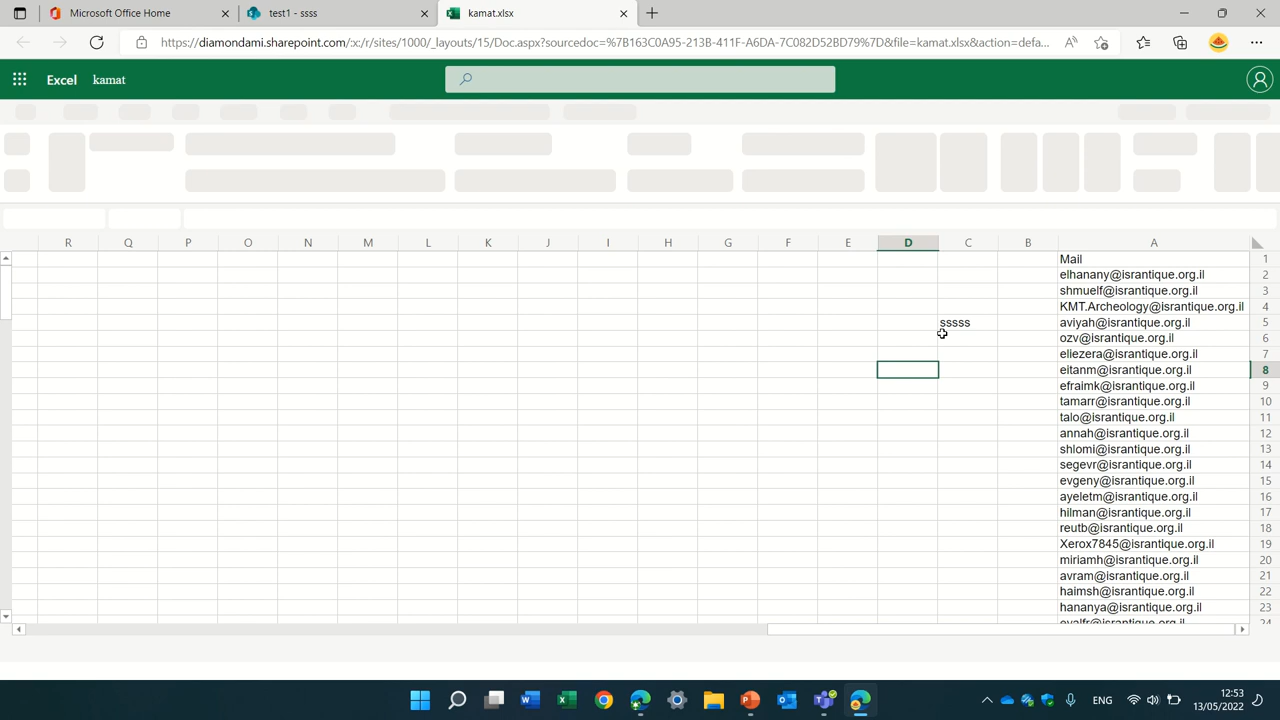 Microsoft Office Home
test1 - ssss
kamat.xlsx
https://diamondami.sharepoint.com/:x:/r/sites/1000/_layouts/15/Doc.aspx?sourcedoc=%7B163C0A95-213B-411F-A6DA-7C082D52BD79%7D&file=kamat.xlsx&action=defa...
Excel kamat
R Q P O N M L K J I H G F E D C B A
Mail 1
elhanany@israntique.org.il 2
shmuelf@israntique.org.il 3
KMT.Archeology@israntique.org.il 4
sssss aviyah@israntique.org.il 5
ozv@israntique.org.il 6
eliezera@israntique.org.il 7
eitanm@israntique.org.il 8
efraimk@israntique.org.il 9
tamarr@israntique.org.il 10
talo@israntique.org.il 11
annah@israntique.org.il 12
shlomi@israntique.org.il 13
segevr@israntique.org.il 14
evgeny@israntique.org.il 15
ayeletm@israntique.org.il 16
hilman@israntique.org.il 17
reutb@israntique.org.il 18
Xerox7845@israntique.org.il 19
miriamh@israntique.org.il 20
avram@israntique.org.il 21
haimsh@israntique.org.il 22
hananya@israntique.org.il 23
evalfr@israntique.org.il 24
ENG
12:53
13/05/2022